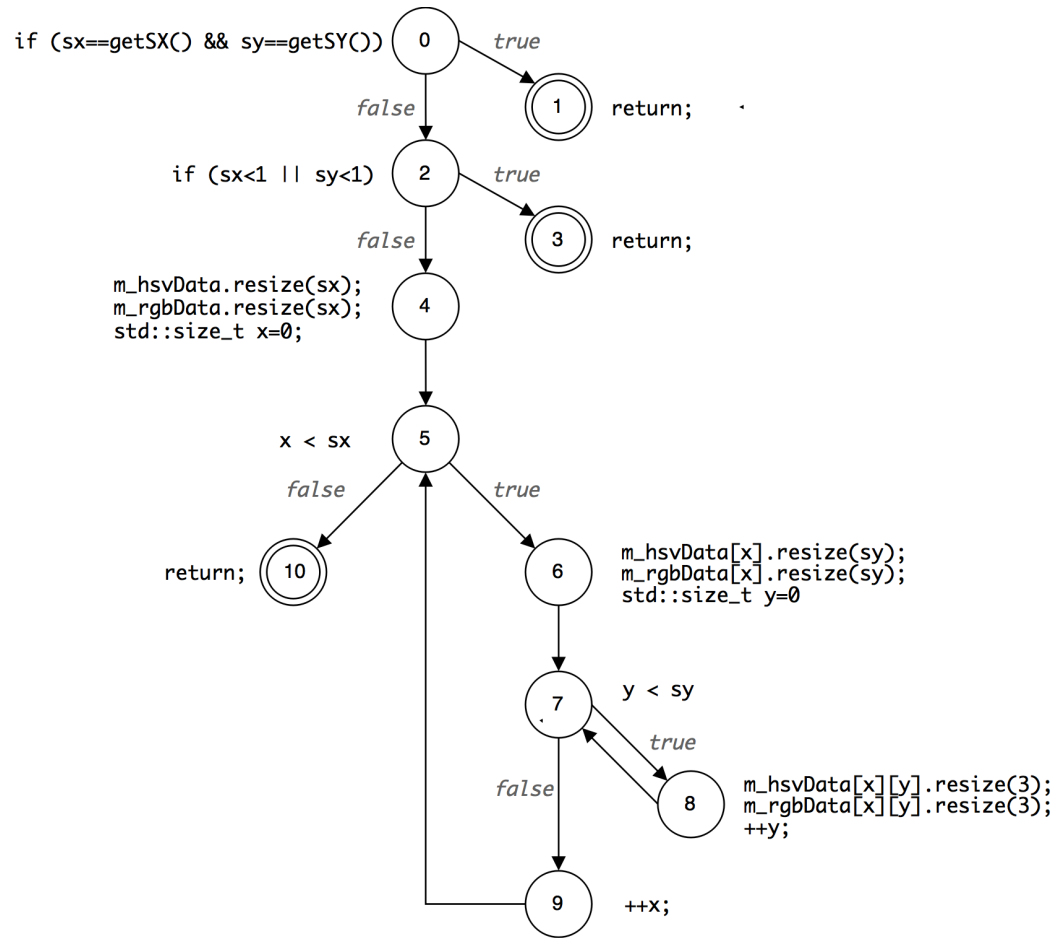 if (sx==getSX() && sy==getSY())
0
true
false
1
return;
if (sx<1 || sy<1)
2
true
false
3
return;
m_hsvData.resize(sx);
m_rgbData.resize(sx);
std::size_t x=0;
4
x < sx
5
false
true
return;
10
6
m_hsvData[x].resize(sy);
m_rgbData[x].resize(sy);
std::size_t y=0
7
y < sy
true
false
8
m_hsvData[x][y].resize(3);
m_rgbData[x][y].resize(3);
++y;
9
++x;